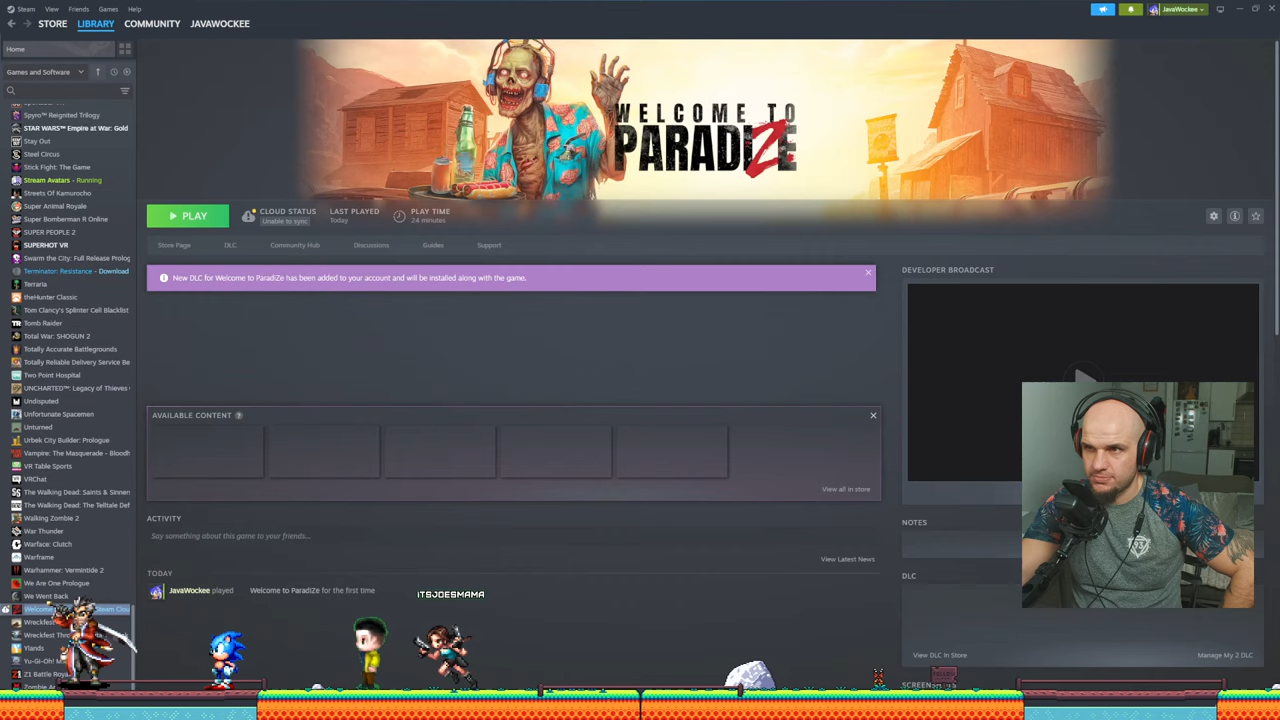 Steam View Friends Games Help
JavaWockee
STORE LIBRARY COMMUNITY JAVAWOCKEE
Home
Games and Software
Spyro™ Reignited Trilogy
STAR WARS™ Empire at War: Gold
Stay Out
Steel Circus
Stick Fight: The Game
Stream Avatars - Running
Streets Of Kamurocho
Super Animal Royale
Super Bomberman R Online
SUPER PEOPLE 2
SUPERHOT VR
Swarm the City: Full Release Prolog
Terminator: Resistance - Download
Terraria
theHunter Classic
Tom Clancy's Splinter Cell Blacklist
Tomb Raider
Total War: SHOGUN 2
Totally Accurate Battlegrounds
Totally Reliable Delivery Service Be
Two Point Hospital
UNCHARTED™: Legacy of Thieves
Undisputed
Unfortunate Spacemen
Unturned
Urbek City Builder: Prologue
Vampire: The Masquerade - Bloodh
VR Table Sports
VRChat
The Walking Dead: Saints & Sinners
The Walking Dead: The Telltale Def
Walking Zombie 2
War Thunder
Warface: Clutch
Warframe
Warhammer: Vermintide 2
We Are One Prologue
We Went Back
Welcome Steam Clou
Wreckfest
Wreckfest Thr
Ylands
Yu-Gi-Oh! M
Z1 Battle Roya
Zombie A
WELCOME TO
PARADIZE
PLAY
CLOUD STATUS
Unable to sync
LAST PLAYED
Today
PLAY TIME
24 minutes
Store Page DLC Community Hub Discussions Guides Support
New DLC for Welcome to ParadiZe has been added to your account and will be installed along with the game.
AVAILABLE CONTENT ?
View all in store
ACTIVITY
Say something about this game to your friends...
View Latest News
TODAY
JavaWockee played Welcome to ParadiZe for the first time
ITSJOESMAMA
DEVELOPER BROADCAST
NOTES
DLC
View DLC In Store Manage My 2 DLC
93